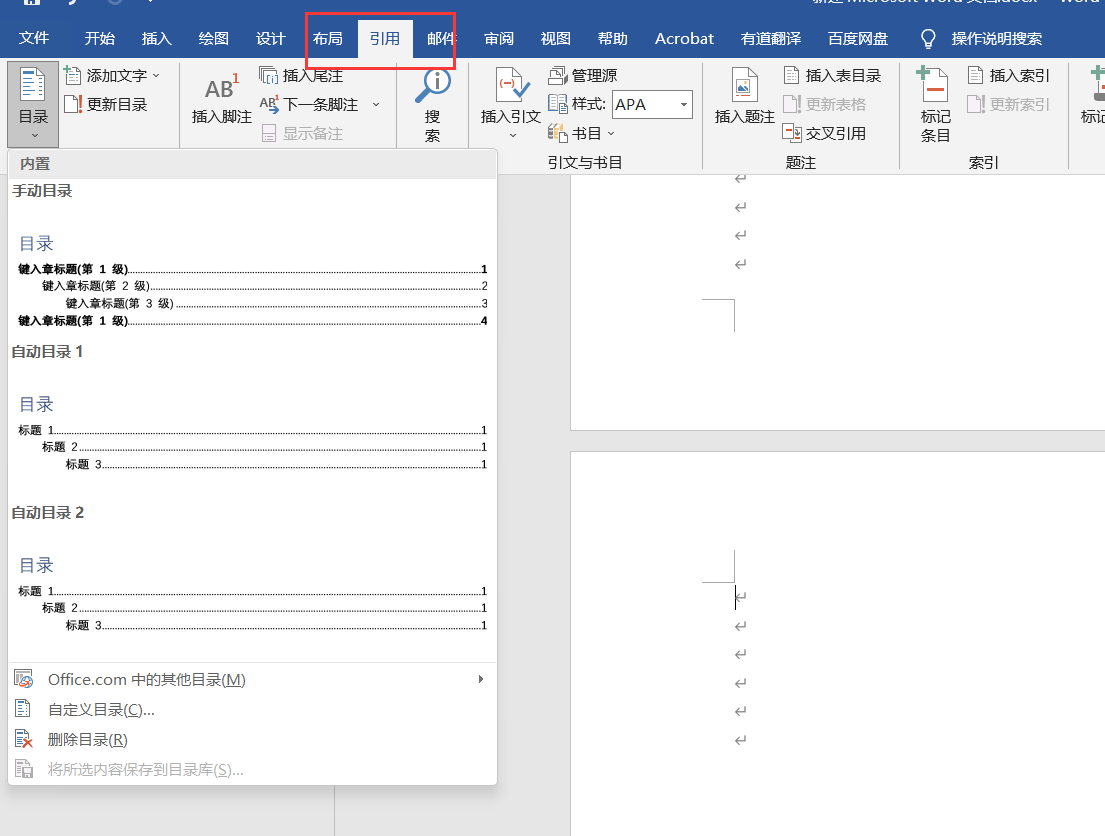 新建 Microsoft Word 文档.docx - Word
文件 开始 插入 绘图 设计 布局 引用 邮件 审阅 视图 帮助 Acrobat 有道翻译 百度网盘 操作说明搜索
目录
添加文字
更新目录
AB1
插入脚注
插入尾注
下一条脚注
显示备注
搜
索
插入引文
管理源
样式: APA
书目
引文与书目
插入题注
插入表目录
更新表格
交叉引用
题注
标记
条目
插入索引
更新索引
索引
内置
手动目录
目录
键入章标题(第 1 级)........1
键入章标题(第 2 级)........2
键入章标题(第 3 级)........3
键入章标题(第 1 级)........4
自动目录 1
目录
标题 1........1
标题 2........1
标题 3........1
自动目录 2
目录
标题 1........1
标题 2........1
标题 3........1
Office.com 中的其他目录(M)
自定义目录(C)...
删除目录(R)
将所选内容保存到目录库(S)...